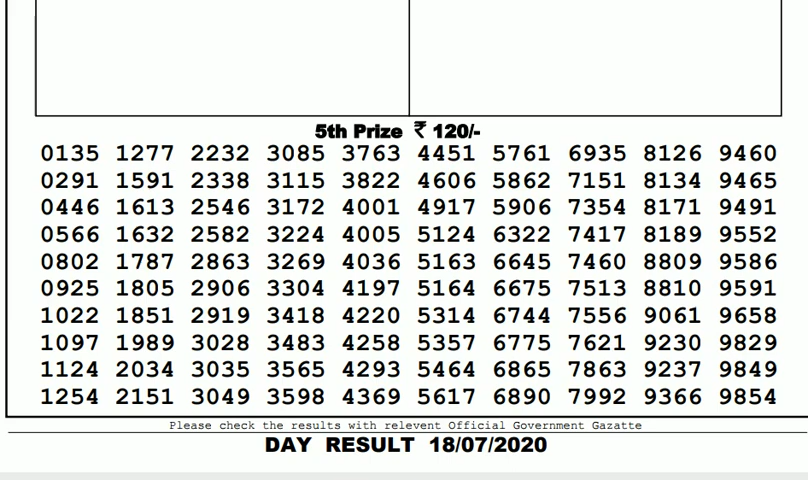 5th Prize ₹ 120/-
0135 1277 2232 3085 3763 4451 5761 6935 8126 9460
0291 1591 2338 3115 3822 4606 5862 7151 8134 9465
0446 1613 2546 3172 4001 4917 5906 7354 8171 9491
0566 1632 2582 3224 4005 5124 6322 7417 8189 9552
0802 1787 2863 3269 4036 5163 6645 7460 8809 9586
0925 1805 2906 3304 4197 5164 6675 7513 8810 9591
1022 1851 2919 3418 4220 5314 6744 7556 9061 9658
1097 1989 3028 3483 4258 5357 6775 7621 9230 9829
1124 2034 3035 3565 4293 5464 6865 7863 9237 9849
1254 2151 3049 3598 4369 5617 6890 7992 9366 9854
Please check the results with relevent Official Government Gazatte
DAY RESULT 18/07/2020